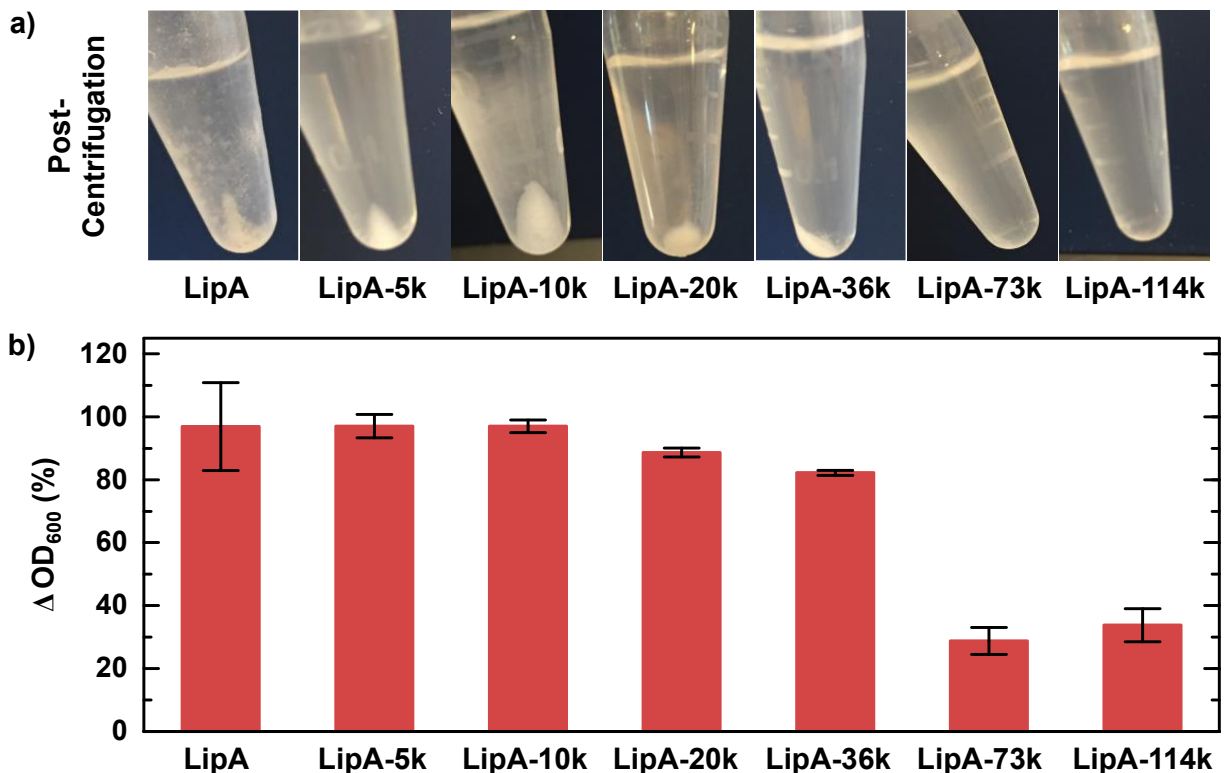 a)
Post-
Centrifugation
LipA LipA-5k LipA-10k LipA-20k LipA-36k LipA-73k LipA-114k
b)
Δ OD₆₀₀ (%)
120
100
80
60
40
20
0
LipA LipA-5k LipA-10k LipA-20k LipA-36k LipA-73k LipA-114k